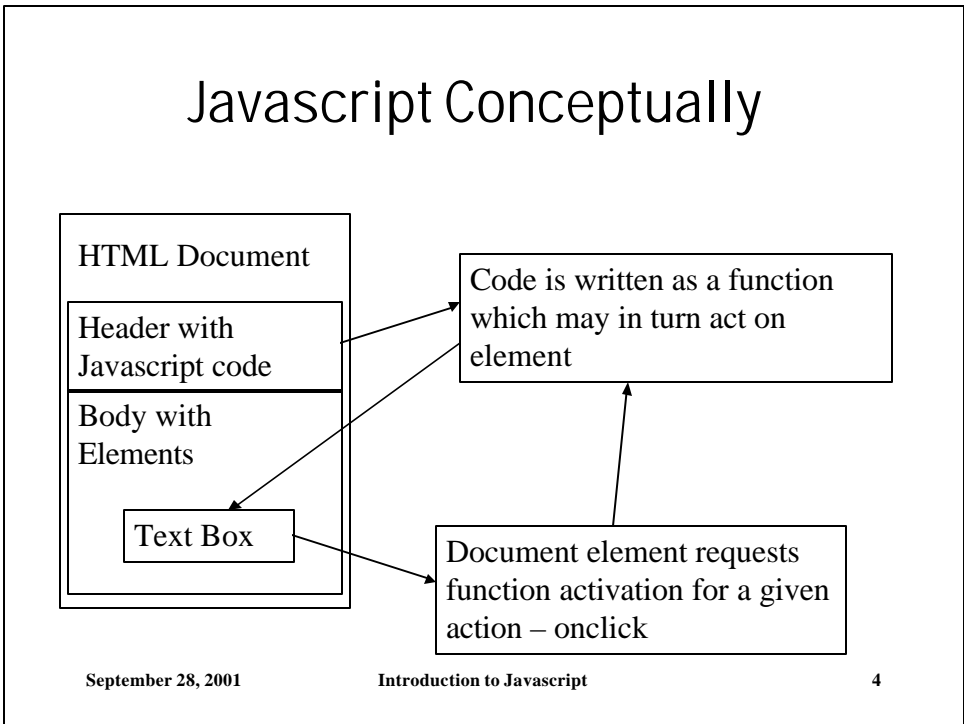 Javascript Conceptually
HTML Document
Header with
Javascript code
Body with
Elements
Text Box
Code is written as a function
which may in turn act on
element
Document element requests
function activation for a given
action – onclick
September 28, 2001
Introduction to Javascript
4